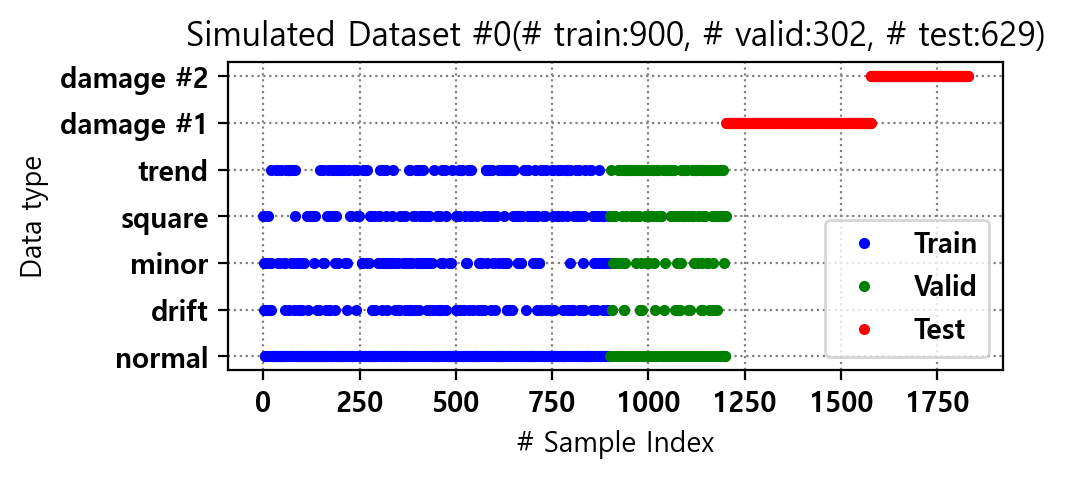 Simulated Dataset #0(# train:900, # valid:302, # test:629)
damage #2
damage #1
trend
square
minor
drift
normal
Data type
Train
Valid
Test
0 250 500 750 1000 1250 1500 1750
# Sample Index